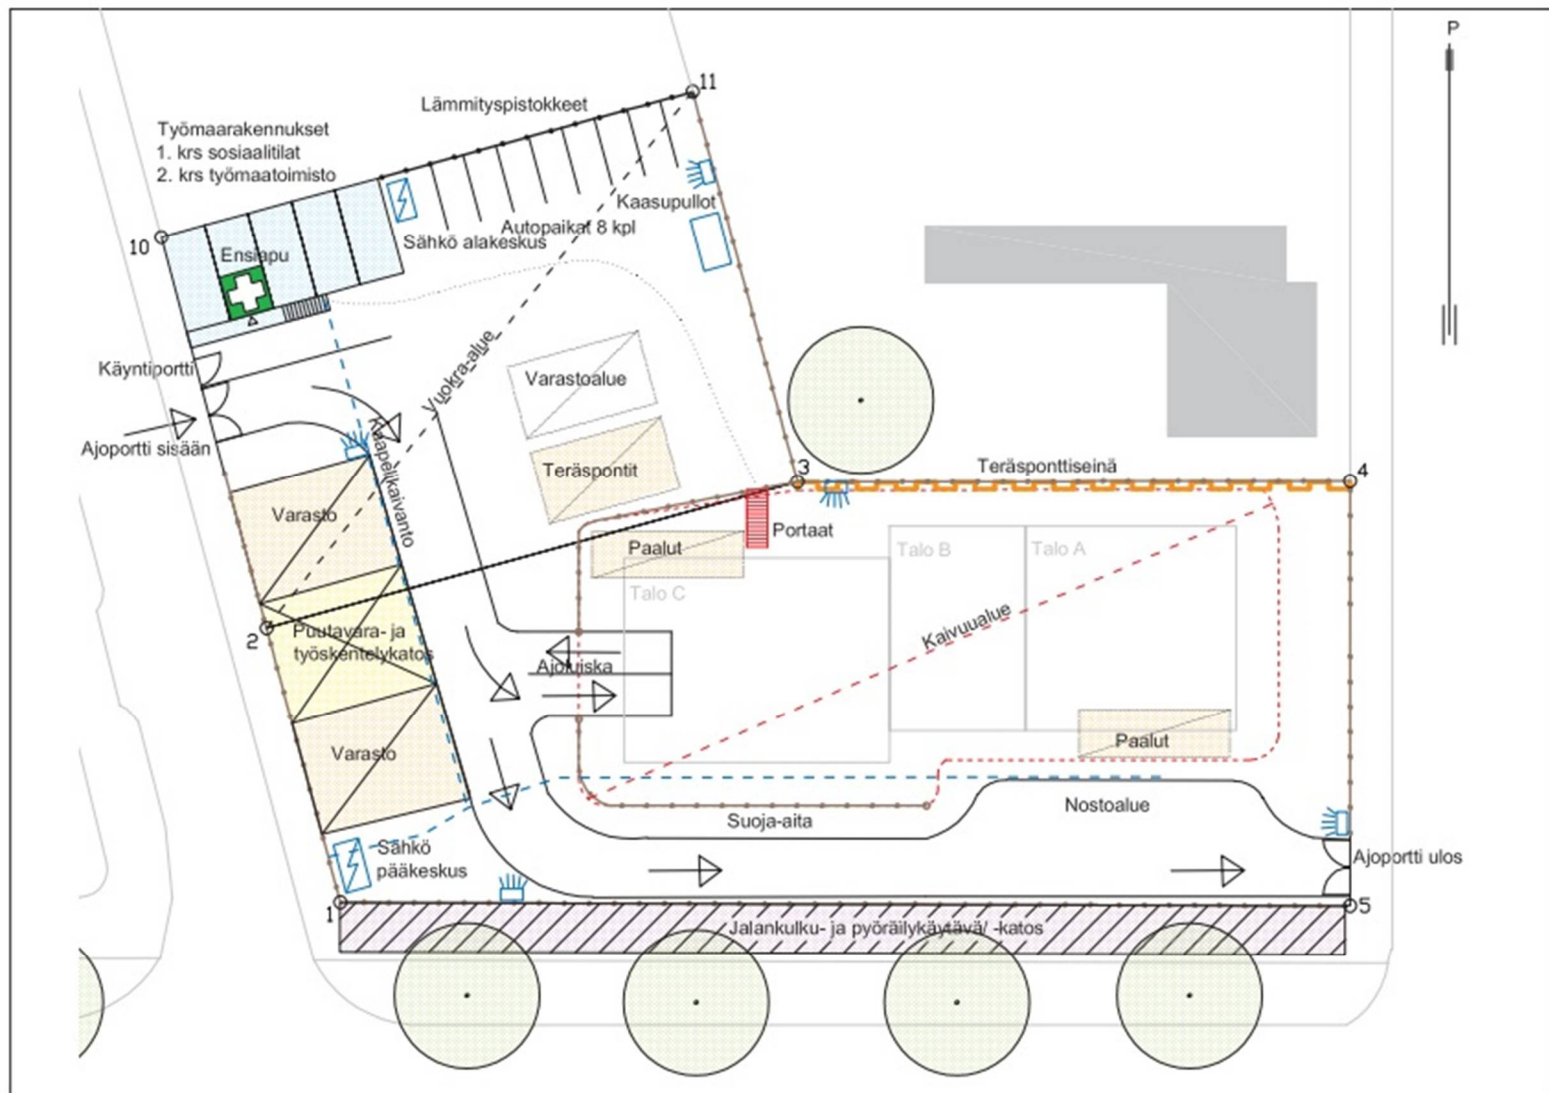 P
11
Lämmityspistokkeet
Työmaarakennukset
1. krs sosiaalitilat
2. krs työmaatoimisto
Kaasupullot
Autopaikat 8 kpl
Sähkö alakeskus
10
Ensiapu
Käyntiportti
Vuokra-alue
Varastoalue
Ajoportti sisään
Kaapelikaivanto
Teräspontit
3
Teräsponttiseinä
4
Varasto
Portaat
Paalut
Talo B
Talo A
Talo C
2
Puutavara- ja
työskentelykatos
Kaivuualue
Ajoluiska
Varasto
Paalut
Nostoalue
Suoja-aita
Sähkö
pääkeskus
Ajoportti ulos
1
5
Jalankulku- ja pyöräilykäytävä/ -katos